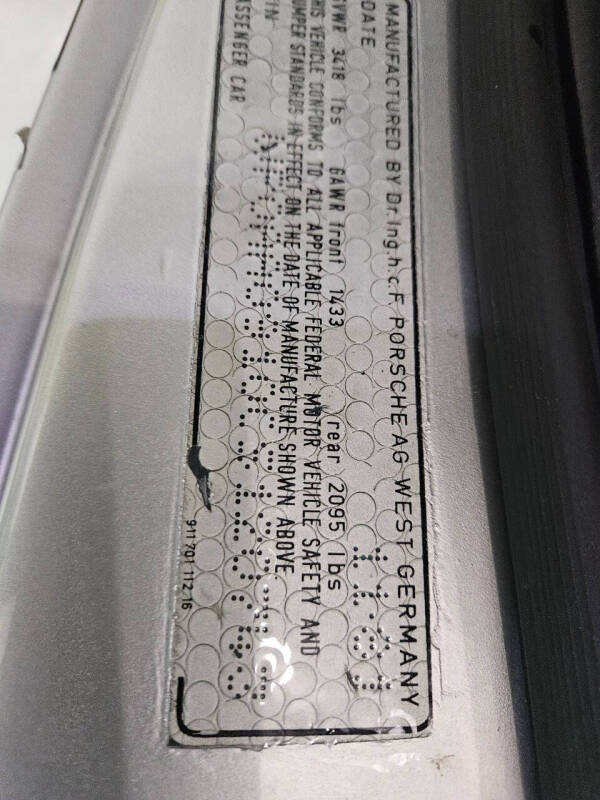 MANUFACTURED BY Dr.Ing.h.c.F. PORSCHE AG WEST GERMANY
DATE
GVWR 3418 lbs GAWR front 1433 rear 2095 lbs
THIS VEHICLE CONFORMS TO ALL APPLICABLE FEDERAL MOTOR VEHICLE SAFETY AND
BUMPER STANDARDS IN EFFECT ON THE DATE OF MANUFACTURE SHOWN ABOVE
VIN
PASSENGER CAR
911 701 112 16